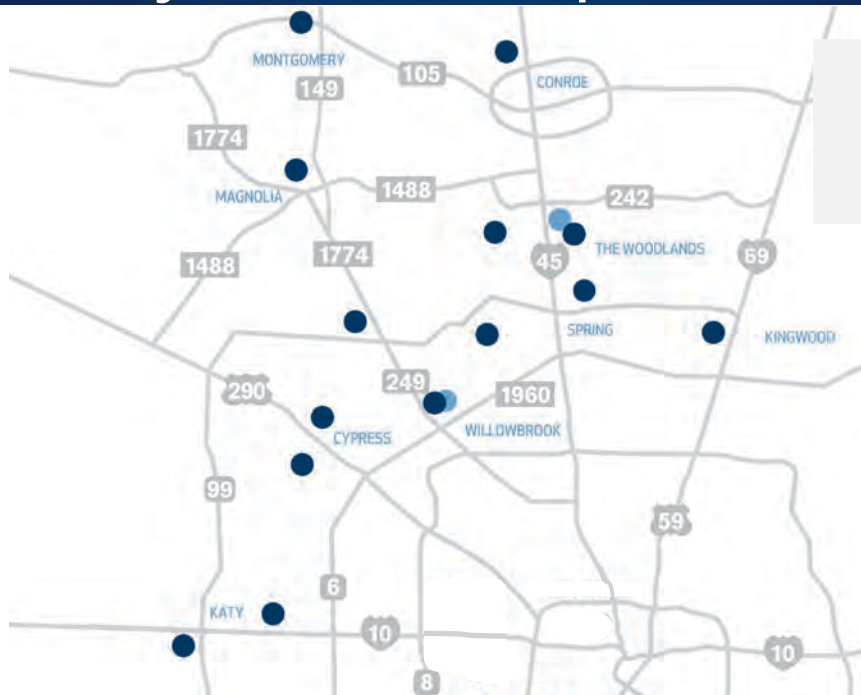 MONTGOMERY
105
CONROE
149
1774
MAGNOLIA
1488
242
1488
1774
45
THE WOODLANDS
69
SPRING
KINGWOOD
290
249
1960
CYPRESS
WILLOWBROOK
99
59
6
KATY
10
10
8